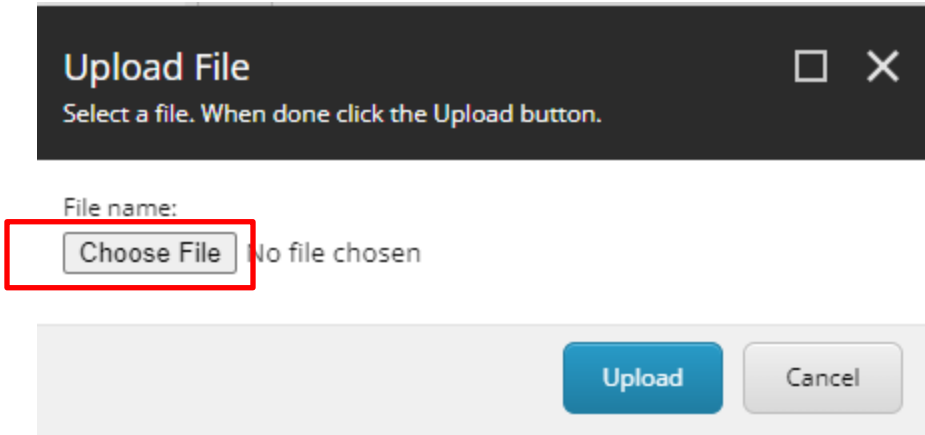 Upload File
Select a file. When done click the Upload button.
File name:
Choose File No file chosen
Upload Cancel